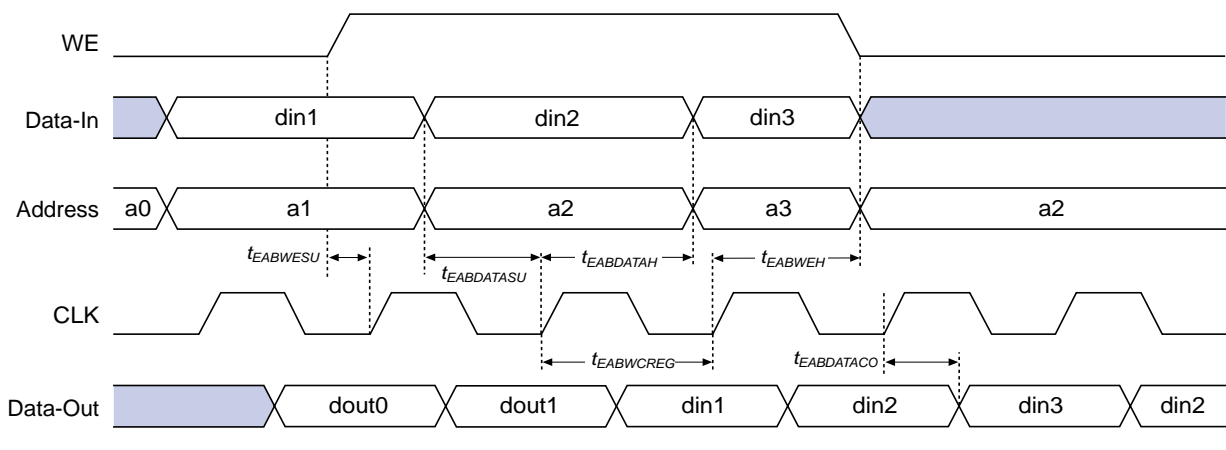 WE
Data-In din1 din2 din3
Address a0 a1 a2 a3 a2
tEABWESU tEABDATASU tEABDATAH tEABWEH
CLK
tEABWCREG tEABDATACO
Data-Out dout0 dout1 din1 din2 din3 din2